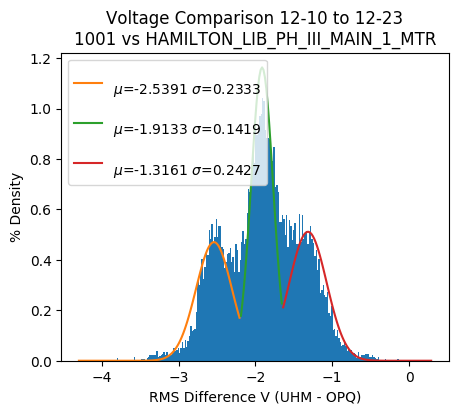 Voltage Comparison 12-10 to 12-23
1001 vs HAMILTON_LIB_PH_III_MAIN_1_MTR
μ=-2.5391 σ=0.2333
μ=-1.9133 σ=0.1419
μ=-1.3161 σ=0.2427
% Density
1.2
1.0
0.8
0.6
0.4
0.2
0.0
−4
−3
−2
−1
0
RMS Difference V (UHM - OPQ)